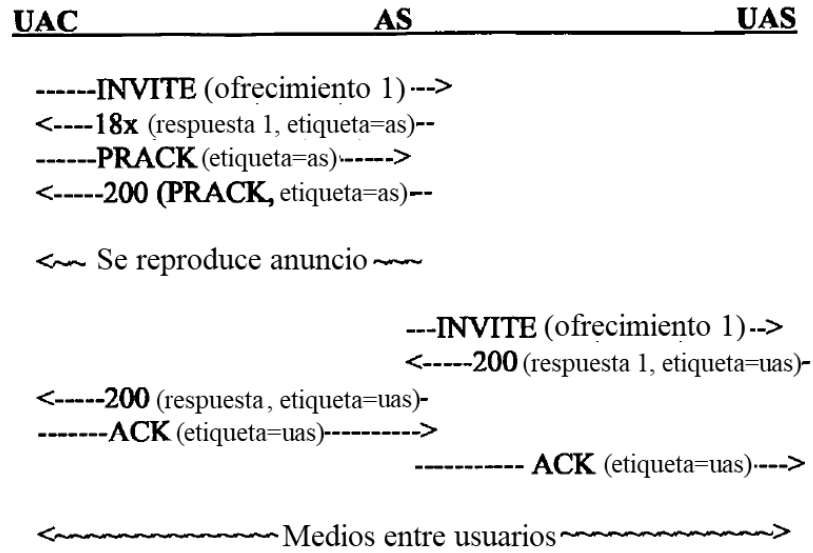 UAC AS UAS
------INVITE (ofrecimiento 1)--->
<----18x (respuesta 1, etiqueta=as)--
------PRACK (etiqueta=as)------>
<-----200 (PRACK, etiqueta=as)--
<~~ Se reproduce anuncio ~~~
---INVITE (ofrecimiento 1)-->
<-----200 (respuesta 1, etiqueta=uas)-
<-----200 (respuesta, etiqueta=uas)-
-------ACK (etiqueta=uas)---------->
----------- ACK (etiqueta=uas)---->
<~~~~~~~~~~Medios entre usuarios~~~~~~~~~~>